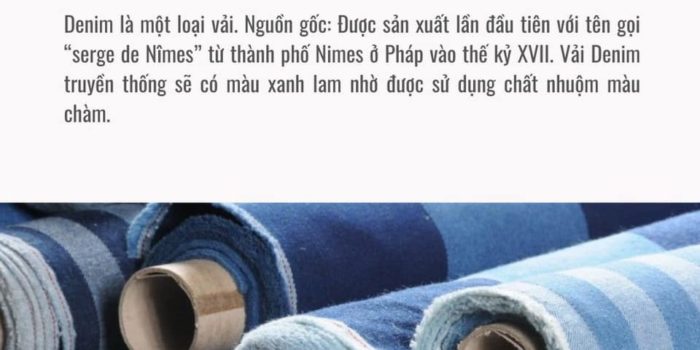 Denim là một loại vải. Nguồn gốc: Được sản xuất lần đầu tiên với tên gọi
“serge de Nîmes” từ thành phố Nimes ở Pháp vào thế kỷ XVII. Vải Denim
truyền thống sẽ có màu xanh lam nhờ được sử dụng chất nhuộm màu
chàm.